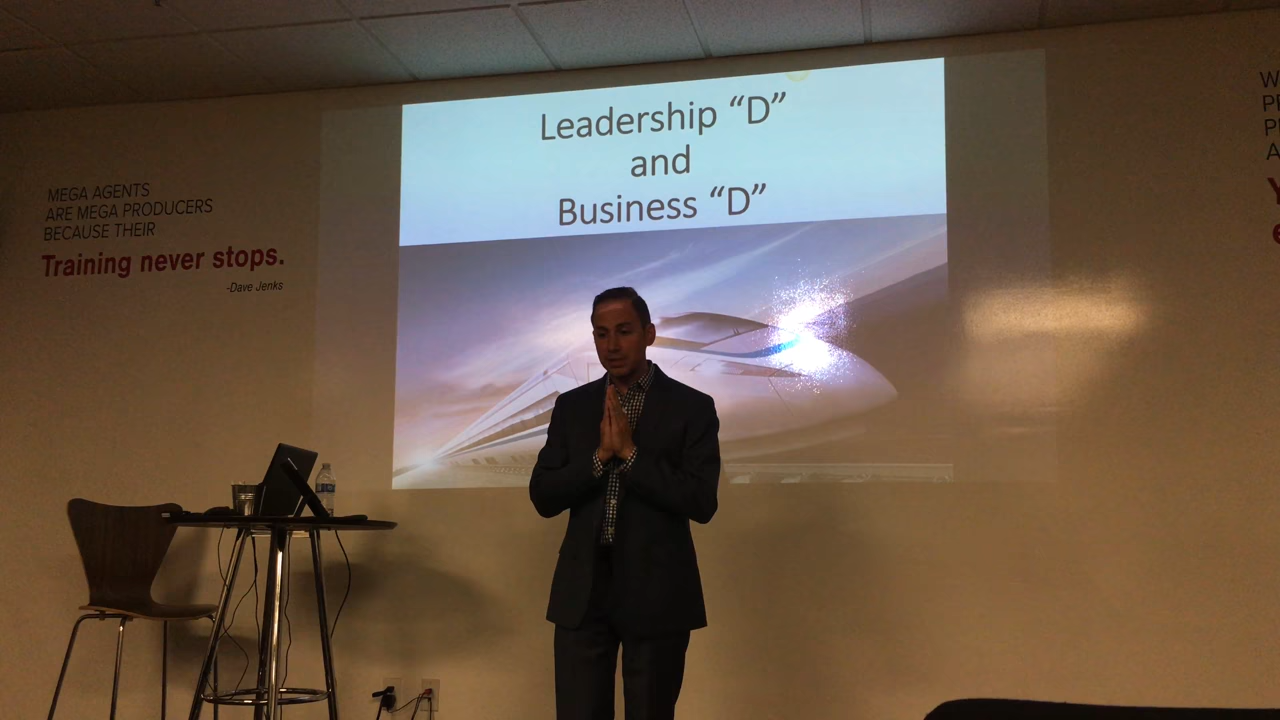 Leadership “D”
and
Business “D”
MEGA AGENTS
ARE MEGA PRODUCERS
BECAUSE THEIR
Training never stops.
-Dave Jenks